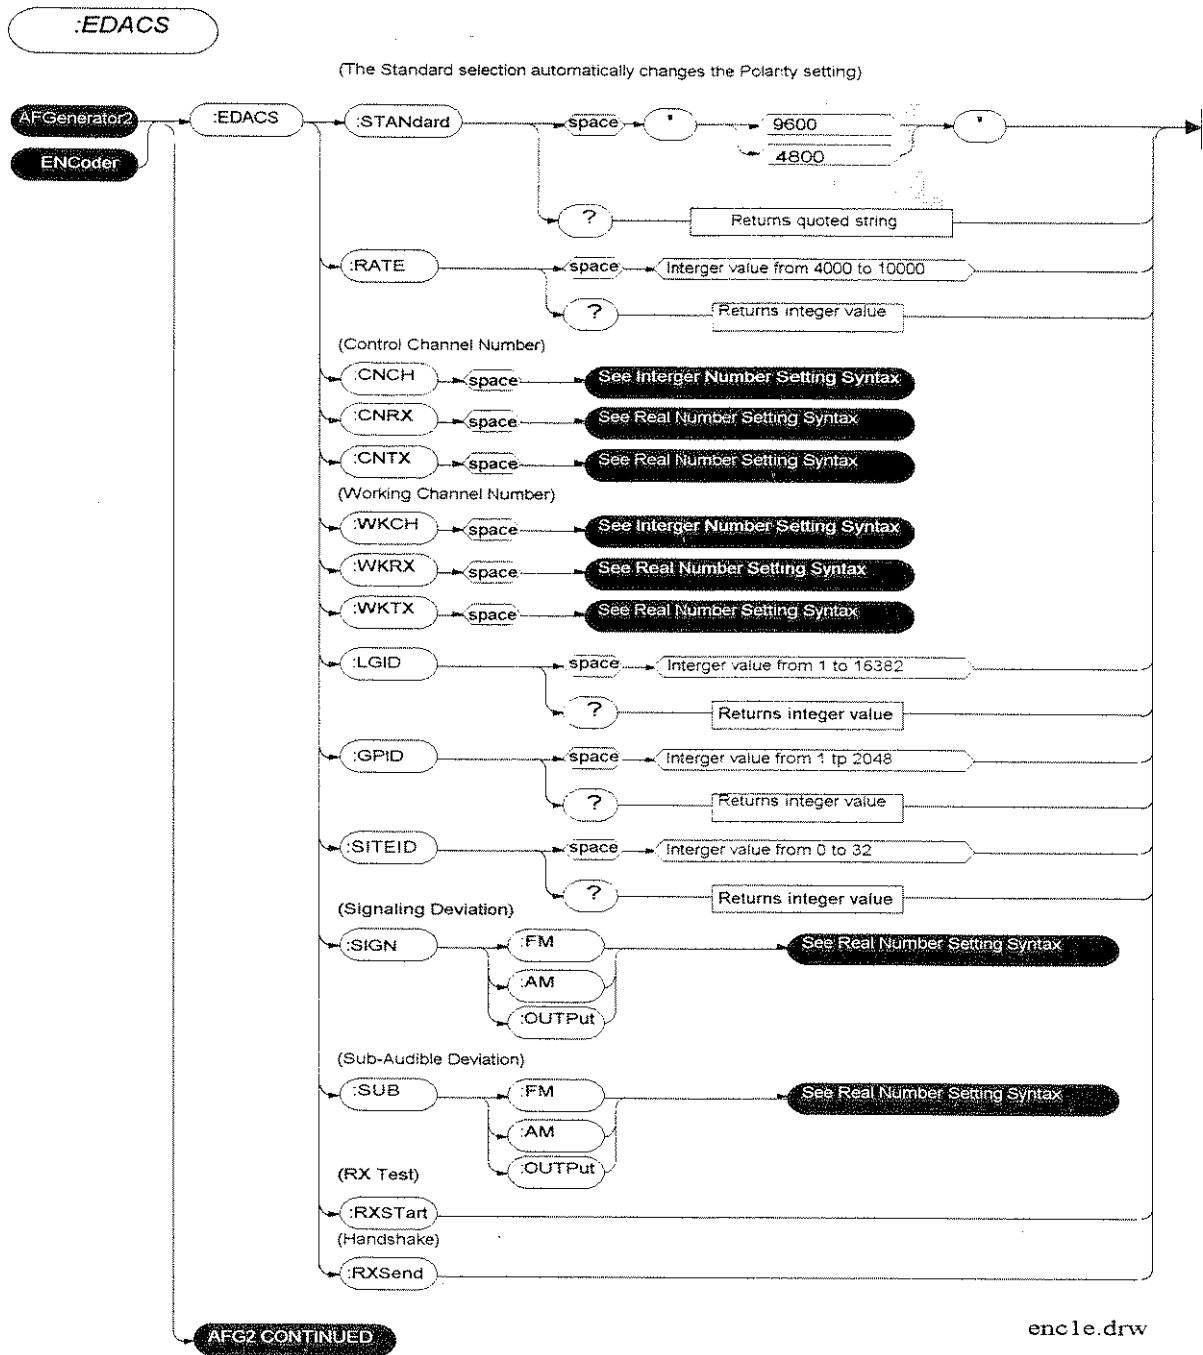 :EDACS
(The Standard selection automatically changes the Polarity setting)
AFGenerator2 :EDACS :STANdard space " 9600 "
ENCoder 4800
? Returns quoted string
:RATE space Interger value from 4000 to 10000
? Returns integer value
(Control Channel Number)
:CNCH space See Interger Number Setting Syntax
:CNRX space See Real Number Setting Syntax
:CNTX space See Real Number Setting Syntax
(Working Channel Number)
:WKCH space See Interger Number Setting Syntax
:WKRX space See Real Number Setting Syntax
:WKTX space See Real Number Setting Syntax
:LGID space Interger value from 1 to 16382
? Returns integer value
:GPID space Interger value from 1 tp 2048
? Returns integer value
:SITEID space Interger value from 0 to 32
? Returns integer value
(Signaling Deviation)
:SIGN :FM See Real Number Setting Syntax
:AM
:OUTPut
(Sub-Audible Deviation)
:SUB :FM See Real Number Setting Syntax
:AM
:OUTPut
(RX Test)
:RXSTart
(Handshake)
:RXSend
AFG2 CONTINUED
enc1e.drw